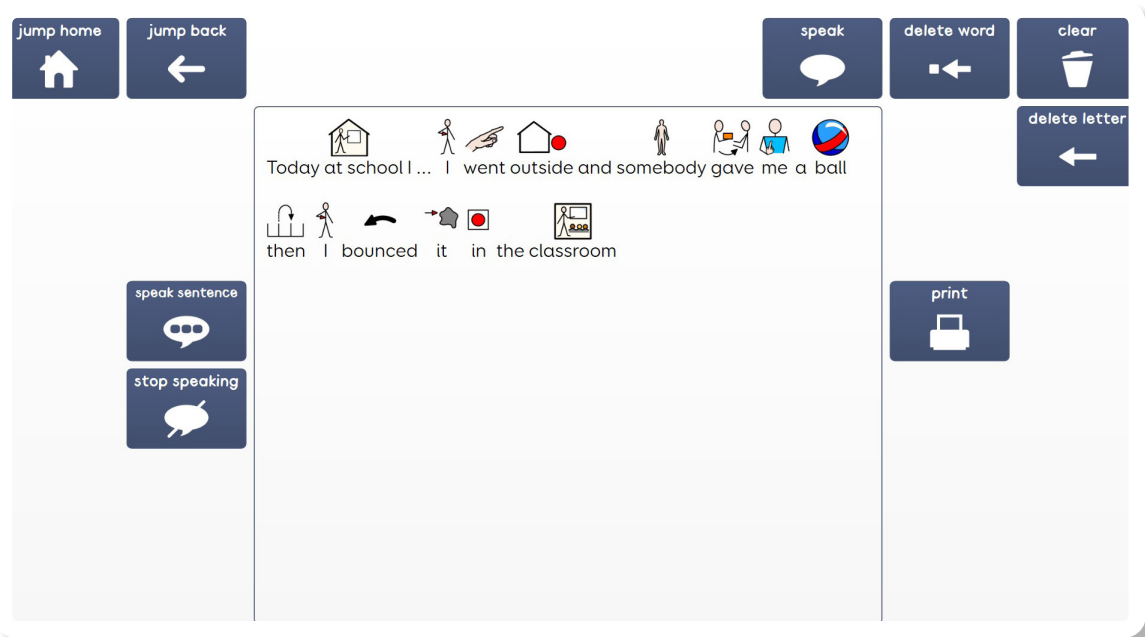 jump home
jump back
speak
delete word
clear
delete letter
Today at school I ... I went outside and somebody gave me a ball
then I bounced it in the classroom
speak sentence
print
stop speaking